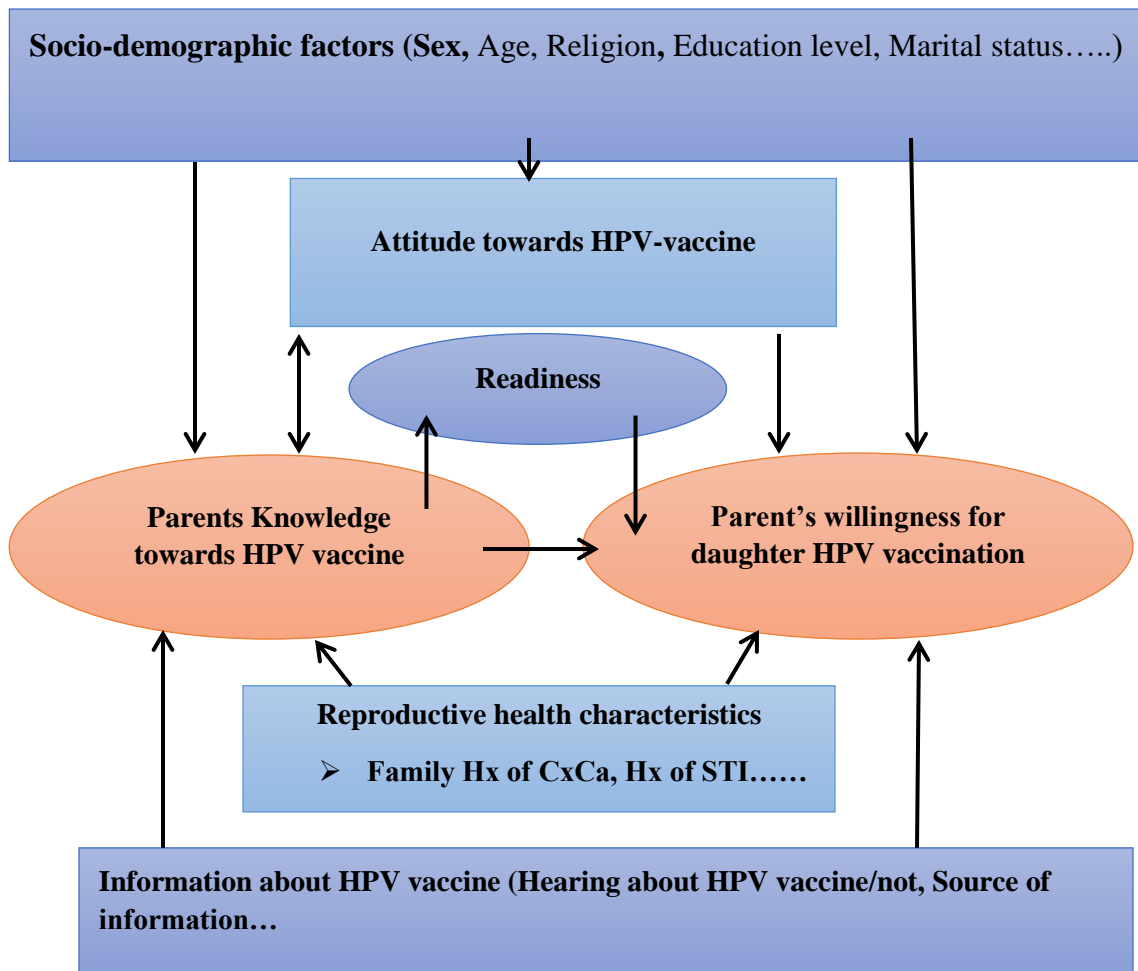 Socio-demographic factors (Sex, Age, Religion, Education level, Marital status…..)
Attitude towards HPV-vaccine
Readiness
Parents Knowledge
towards HPV vaccine
Parent’s willingness for
daughter HPV vaccination
Reproductive health characteristics
➢ Family Hx of CxCa, Hx of STI……
Information about HPV vaccine (Hearing about HPV vaccine/not, Source of
information…